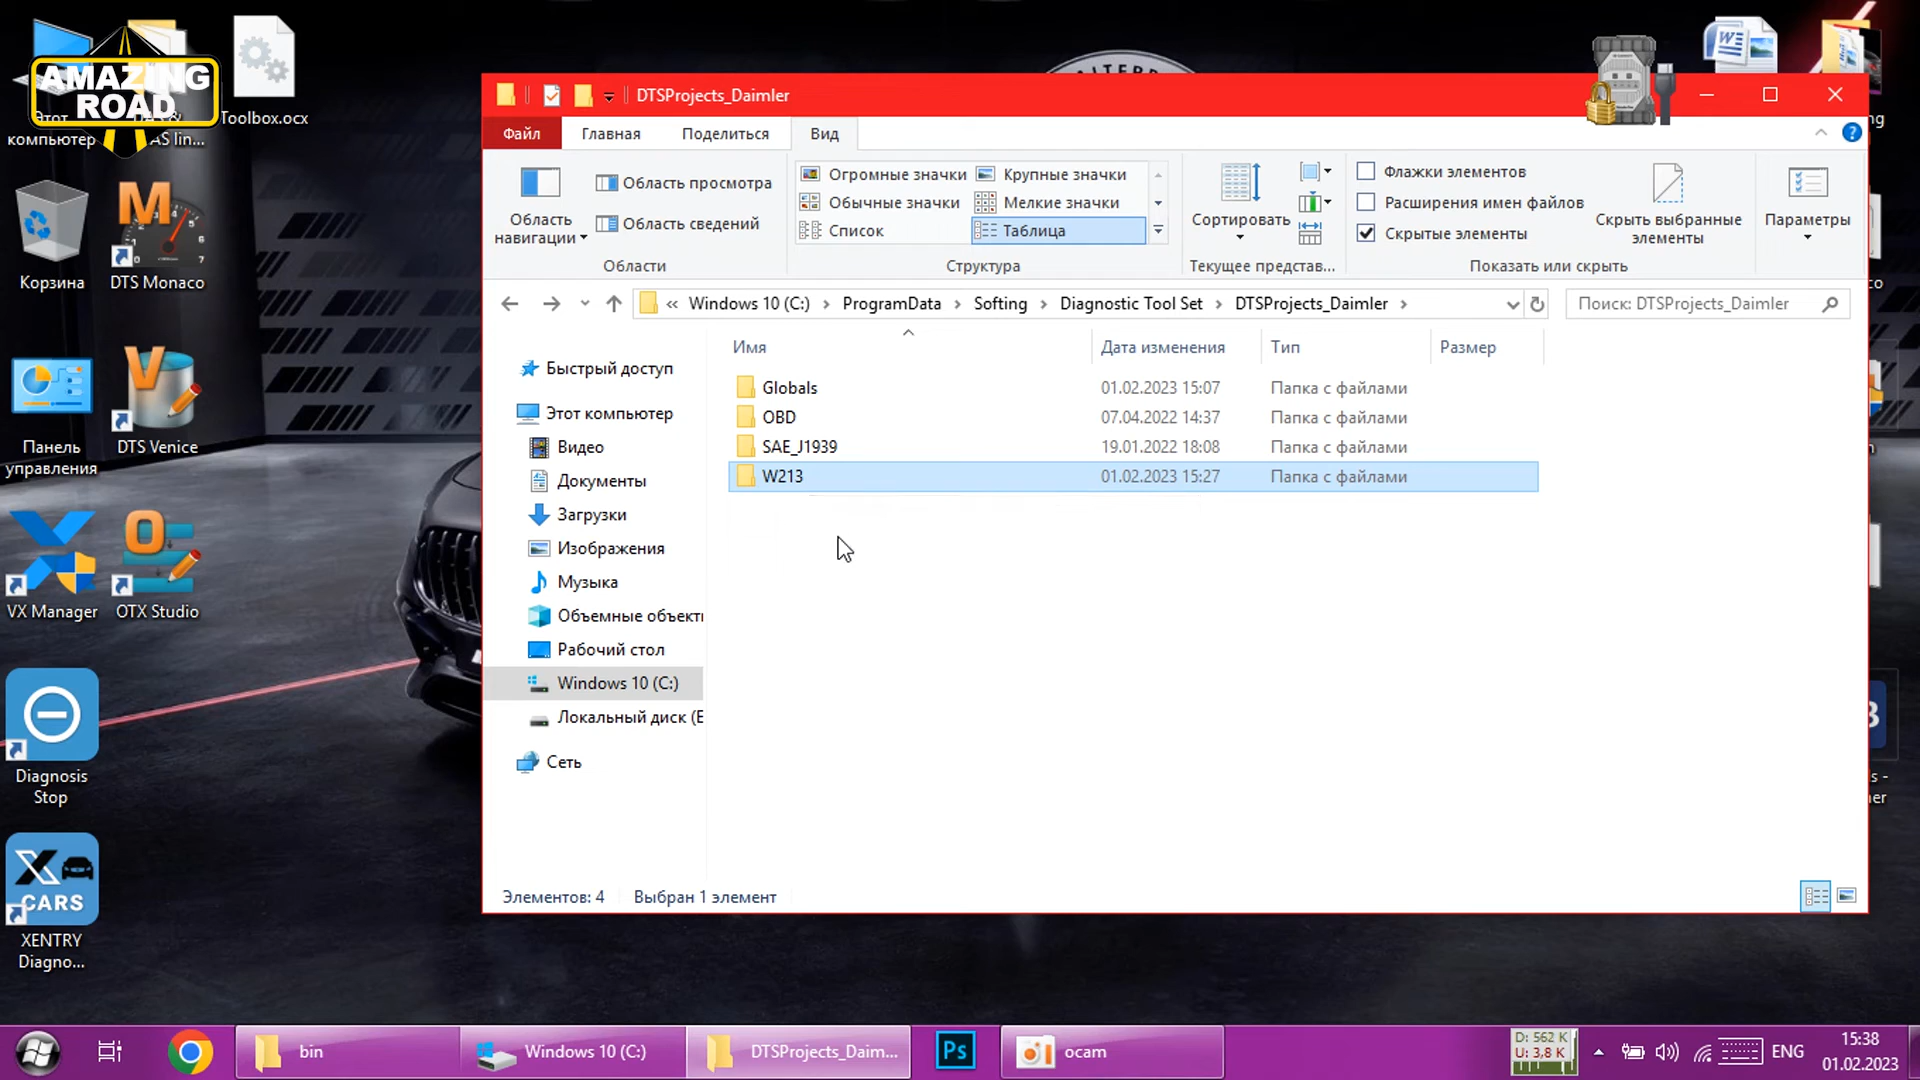 AMAZING
ROAD
Этот
компьютер
AS lin...
Toolbox.ocx
Корзина
DTS Monaco
Панель
управления
DTS Venice
VX Manager
OTX Studio
Diagnosis
Stop
X
CARS
XENTRY
Diagno...
DTSProjects_Daimler
Файл
Главная
Поделиться
Вид
Область
навигации
Область просмотра
Область сведений
Области
Огромные значки
Крупные значки
Обычные значки
Мелкие значки
Список
Таблица
Структура
Сортировать
Текущее представ...
Флажки элементов
Расширения имен файлов
Скрытые элементы
Скрыть выбранные
элементы
Показать или скрыть
Параметры
« Windows 10 (C:) › ProgramData › Softing › Diagnostic Tool Set › DTSProjects_Daimler ›
Поиск: DTSProjects_Daimler
Имя
Дата изменения
Тип
Размер
Globals 01.02.2023 15:07 Папка с файлами
OBD 07.04.2022 14:37 Папка с файлами
SAE_J1939 19.01.2022 18:08 Папка с файлами
W213 01.02.2023 15:27 Папка с файлами
Быстрый доступ
Этот компьютер
Видео
Документы
Загрузки
Изображения
Музыка
Объемные объект
Рабочий стол
Windows 10 (C:)
Локальный диск (E
Сеть
Элементов: 4
Выбран 1 элемент
bin
Windows 10 (C:)
DTSProjects_Daim...
Ps
ocam
D: 562 K
U: 3,8 K
ENG
15:38
01.02.2023